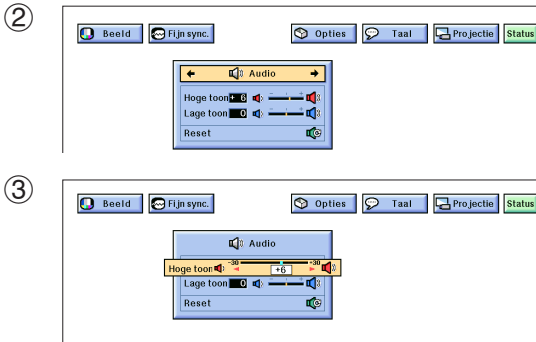 ②
Beeld Fijn sync. Opties Taal Projectie Status
Audio
Hoge toon + 6 - +
Lage toon 0 - +
Reset
③
Beeld Fijn sync. Opties Taal Projectie Status
Audio
Hoge toon -30 +6 +30
Lage toon 0 - +
Reset